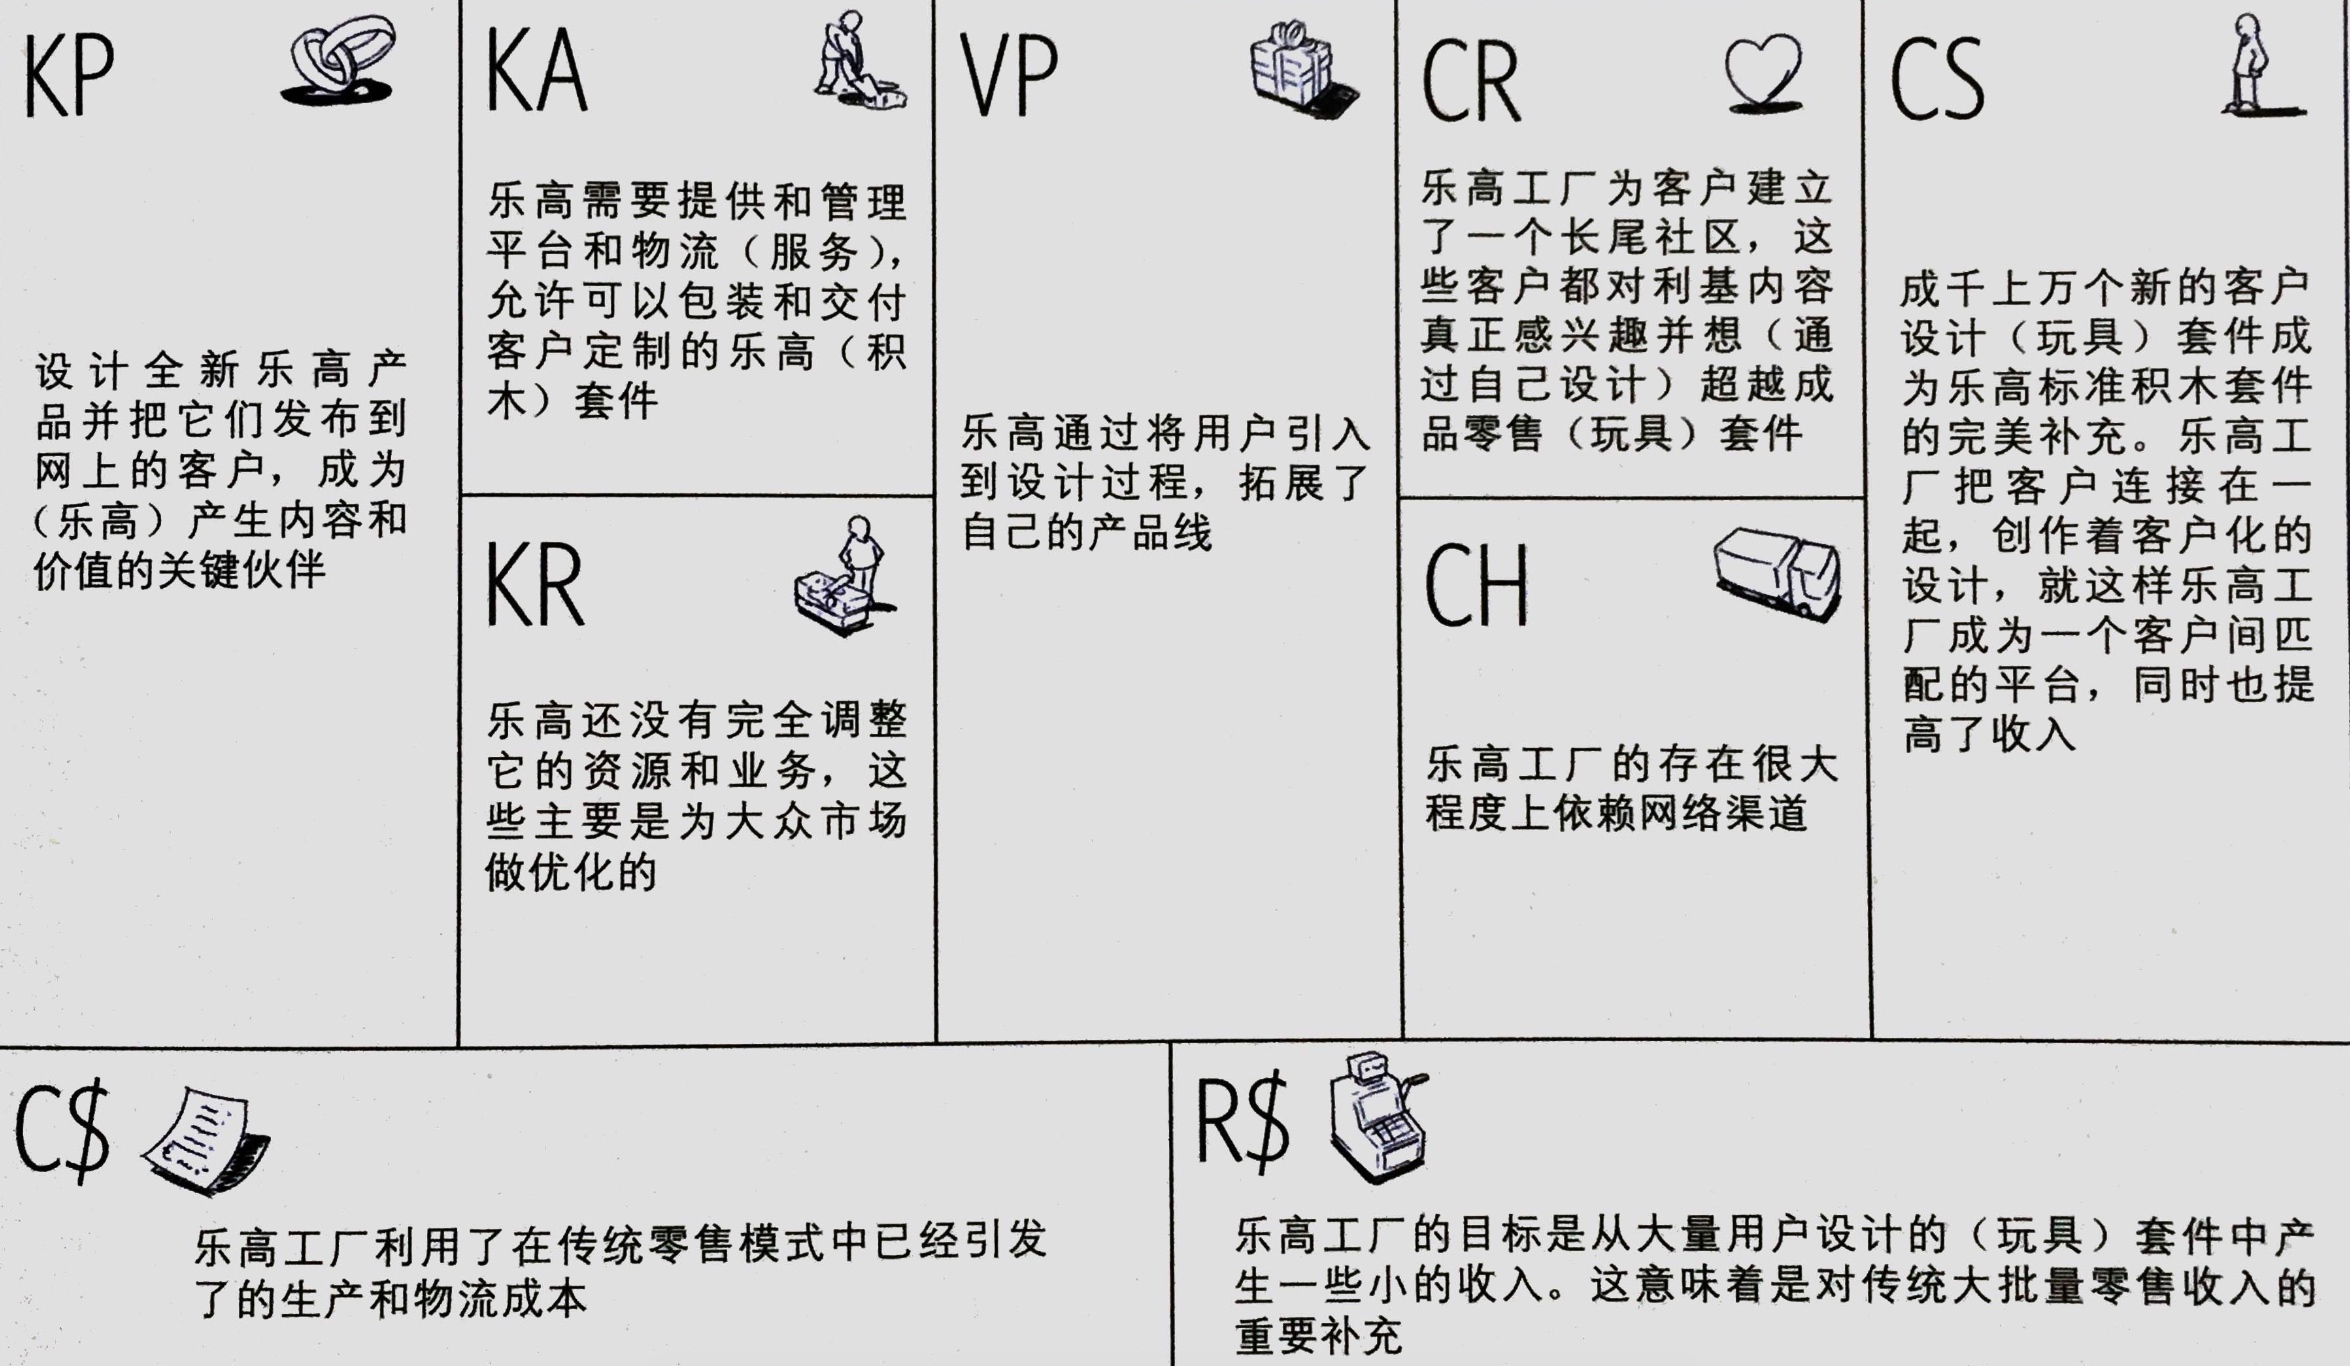 KP
设计全新乐高产
品并把它们发布到
网上的客户，成为
（乐高）产生内容和
价值的关键伙伴
KA
乐高需要提供和管理
平台和物流（服务），
允许可以包装和交付
客户定制的乐高（积
木）套件
KR
乐高还没有完全调整
它的资源和业务，这
些主要是为大众市场
做优化的
VP
乐高通过将用户引入
到设计过程，拓展了
自己的产品线
CR
乐高工厂为客户建立
了一个长尾社区，这
些客户都对利基内容
真正感兴趣并想（通
过自己设计）超越成
品零售（玩具）套件
CH
乐高工厂的存在很大
程度上依赖网络渠道
CS
成千上万个新的客户
设计（玩具）套件成
为乐高标准积木套件
的完美补充。乐高工
厂把客户连接在一
起，创作着客户化的
设计，就这样乐高工
厂成为一个客户间匹
配的平台，同时也提
高了收入
C$
乐高工厂利用了在传统零售模式中已经引发
了的生产和物流成本
R$
乐高工厂的目标是从大量用户设计的（玩具）套件中产
生一些小的收入。这意味着是对传统大批量零售收入的
重要补充